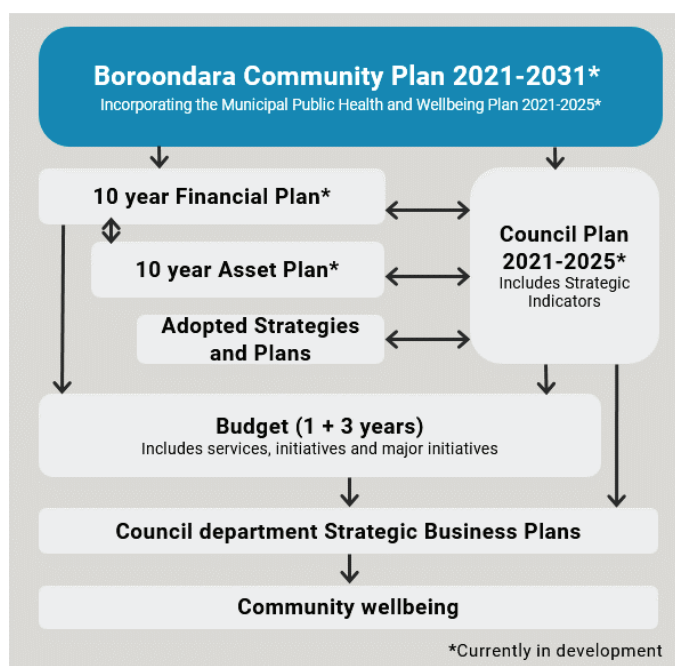 Boroondara Community Plan 2021-2031*
Incorporating the Municipal Public Health and Wellbeing Plan 2021-2025*
10 year Financial Plan*
10 year Asset Plan*
Adopted Strategies
and Plans
Council Plan
2021-2025*
Includes Strategic
Indicators
Budget (1 + 3 years)
Includes services, initiatives and major initiatives
Council department Strategic Business Plans
Community wellbeing
*Currently in development